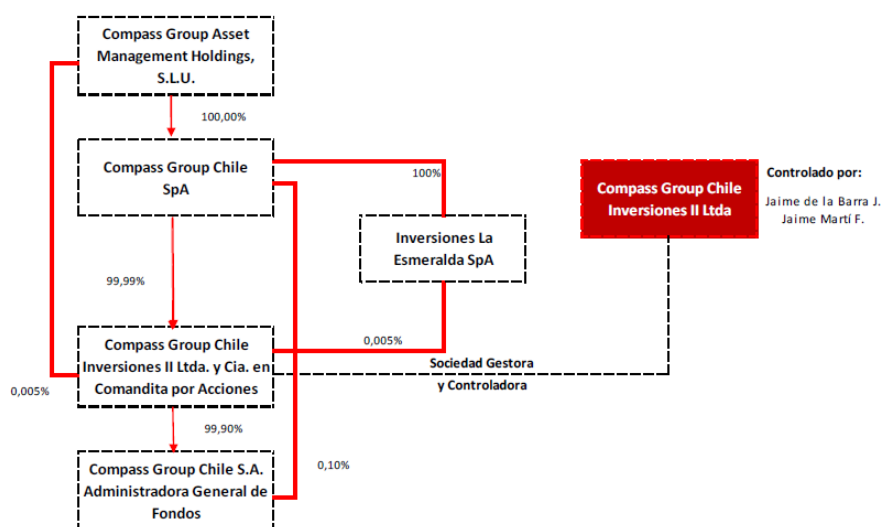 Compass Group Asset
Management Holdings,
S.L.U.
100,00%
Compass Group Chile
SpA
100%
Compass Group Chile
Inversiones II Ltda
Controlado por:
Jaime de la Barra J.
Jaime Martí F.
Inversiones La
Esmeralda SpA
99,99%
Compass Group Chile
Inversiones II Ltda. y Cia. en
Comandita por Acciones
0,005%
Sociedad Gestora
y Controladora
0,005%
99,90%
Compass Group Chile S.A.
Administradora General de
Fondos
0,10%